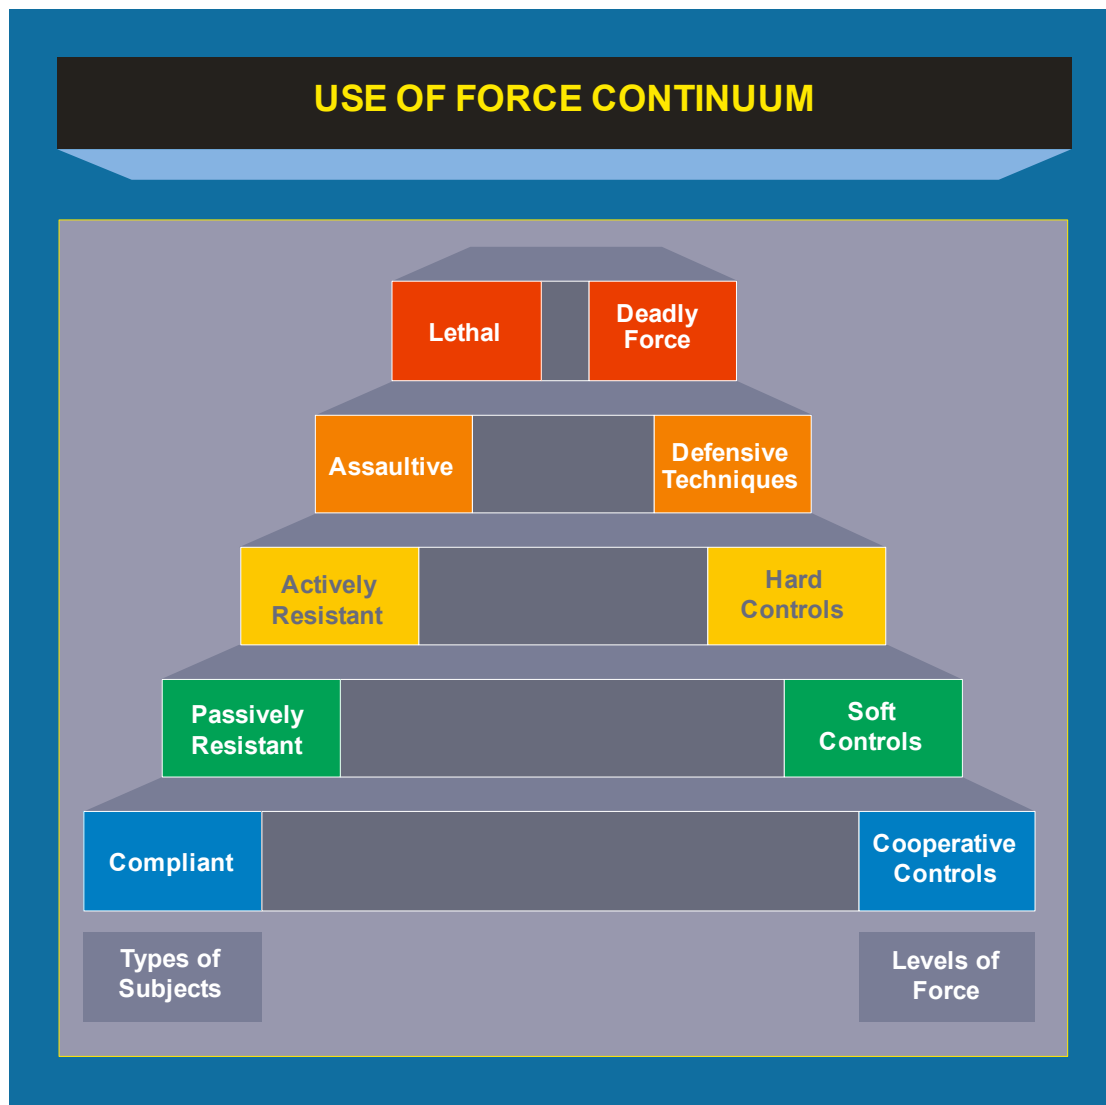 USE OF FORCE CONTINUUM
Lethal
Deadly
Force
Assaultive
Defensive
Techniques
Actively
Resistant
Hard
Controls
Passively
Resistant
Soft
Controls
Compliant
Cooperative
Controls
Types of
Subjects
Levels of
Force